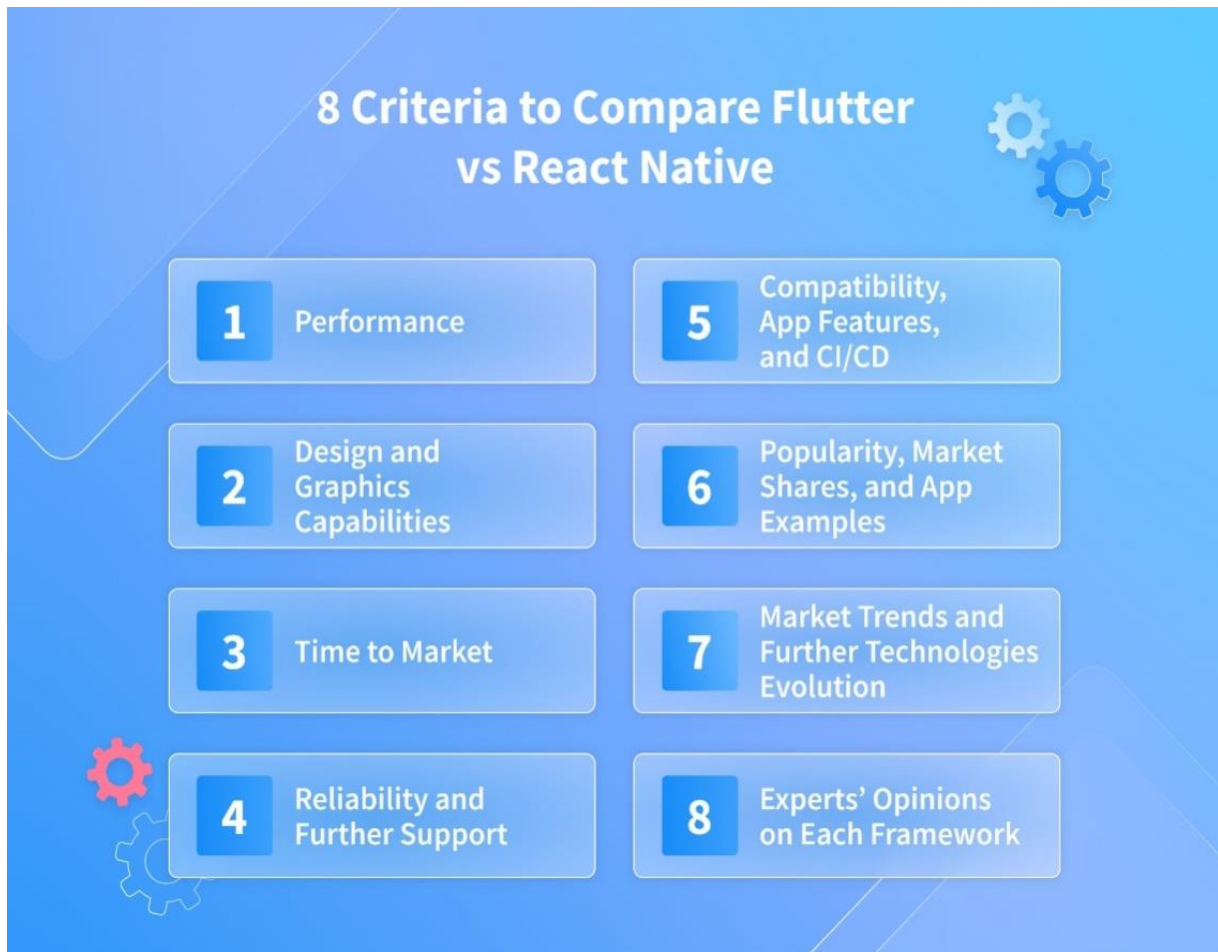 8 Criteria to Compare Flutter
vs React Native
1
Performance
2
Design and
Graphics
Capabilities
3
Time to Market
4
Reliability and
Further Support
5
Compatibility,
App Features,
and CI/CD
6
Popularity, Market
Shares, and App
Examples
7
Market Trends and
Further Technologies
Evolution
8
Experts’ Opinions
on Each Framework